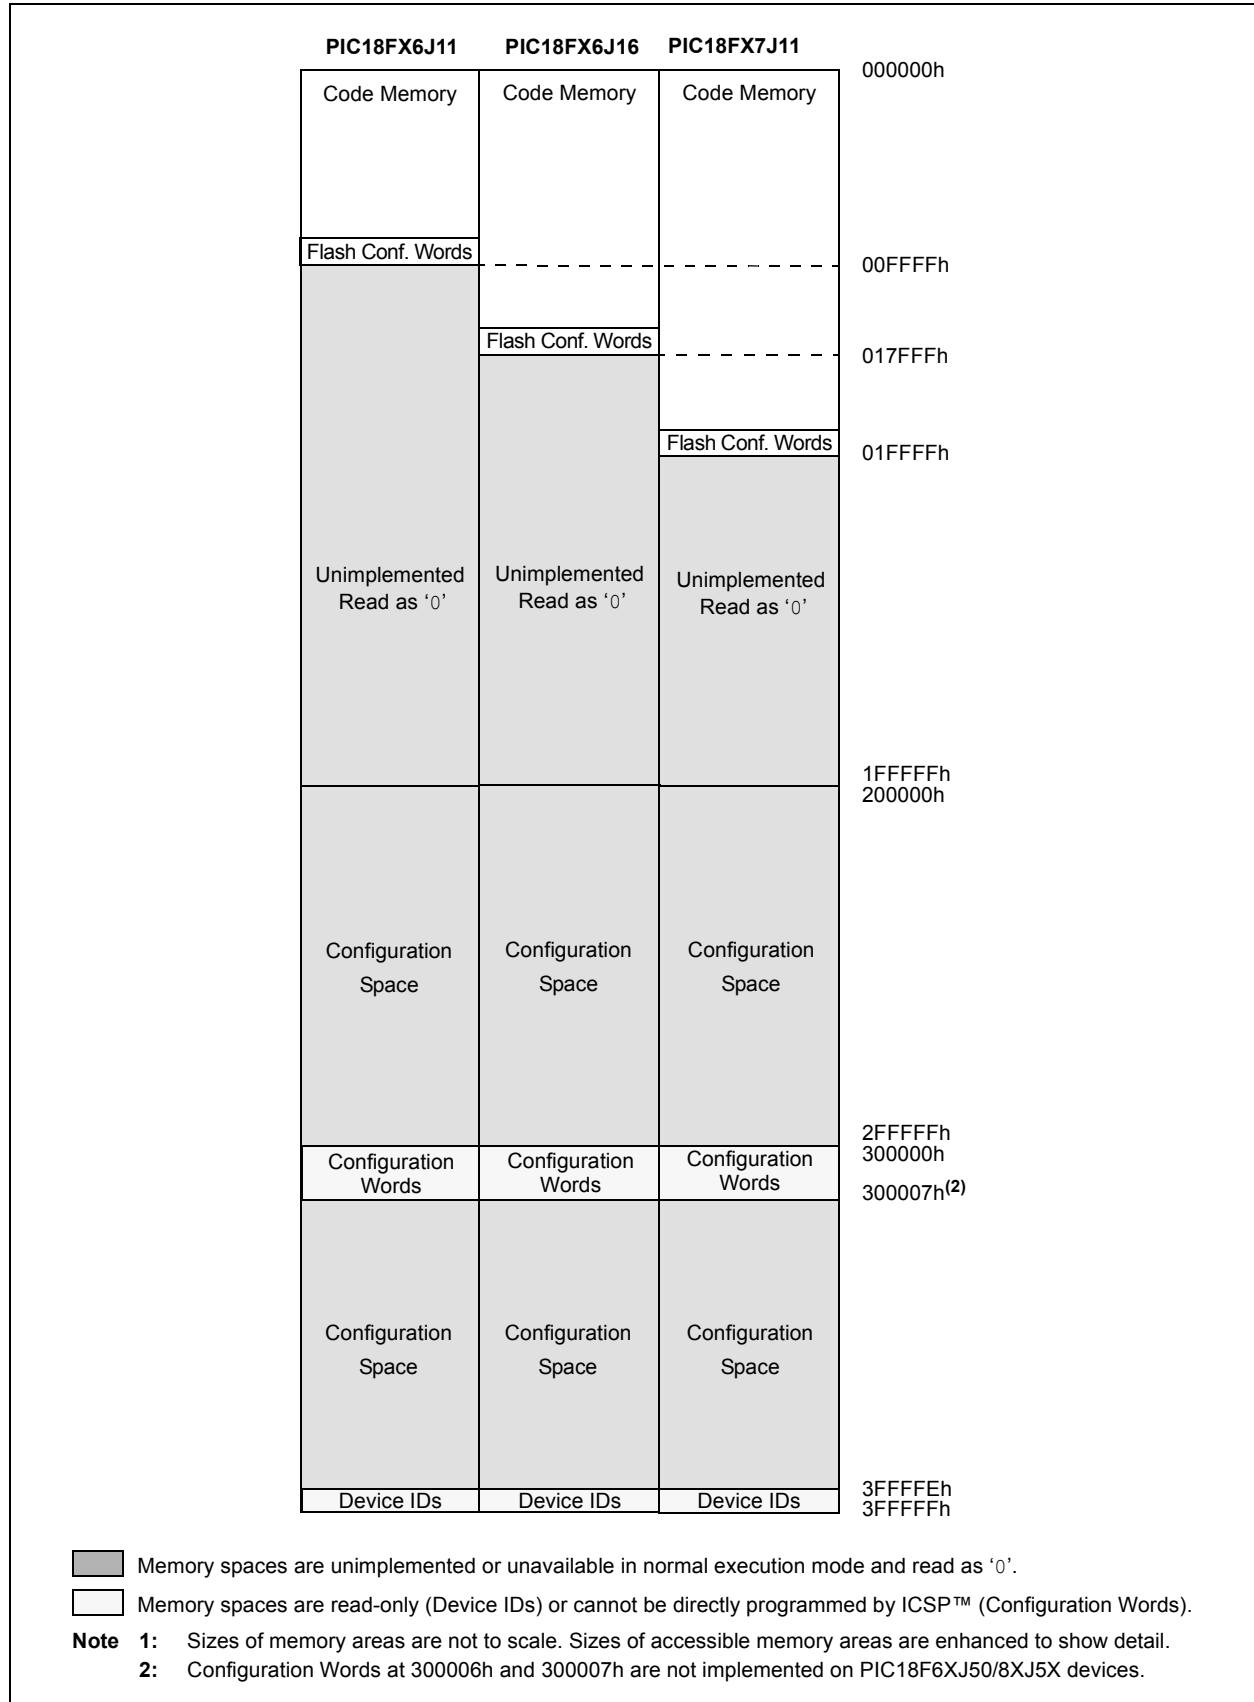 PIC18FX6J11 PIC18FX6J16 PIC18FX7J11
000000h
Code Memory Code Memory Code Memory
Flash Conf. Words
00FFFFh
Flash Conf. Words
017FFFh
Flash Conf. Words
01FFFFh
Unimplemented Unimplemented Unimplemented
Read as ‘0’ Read as ‘0’ Read as ‘0’
1FFFFFh
200000h
Configuration Configuration Configuration
Space Space Space
2FFFFFh
300000h
Configuration Configuration Configuration
Words Words Words
300007h(2)
Configuration Configuration Configuration
Space Space Space
3FFFFEh
Device IDs Device IDs Device IDs
3FFFFFh
Memory spaces are unimplemented or unavailable in normal execution mode and read as ‘0’.
Memory spaces are read-only (Device IDs) or cannot be directly programmed by ICSP™ (Configuration Words).
Note 1: Sizes of memory areas are not to scale. Sizes of accessible memory areas are enhanced to show detail.
2: Configuration Words at 300006h and 300007h are not implemented on PIC18F6XJ50/8XJ5X devices.